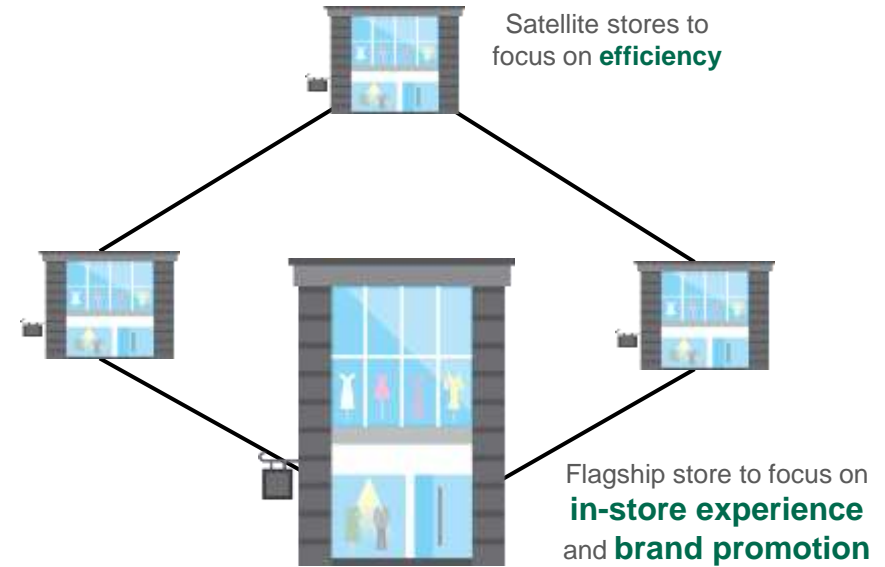 Satellite stores to
focus on efficiency
Flagship store to focus on
in-store experience
and brand promotion